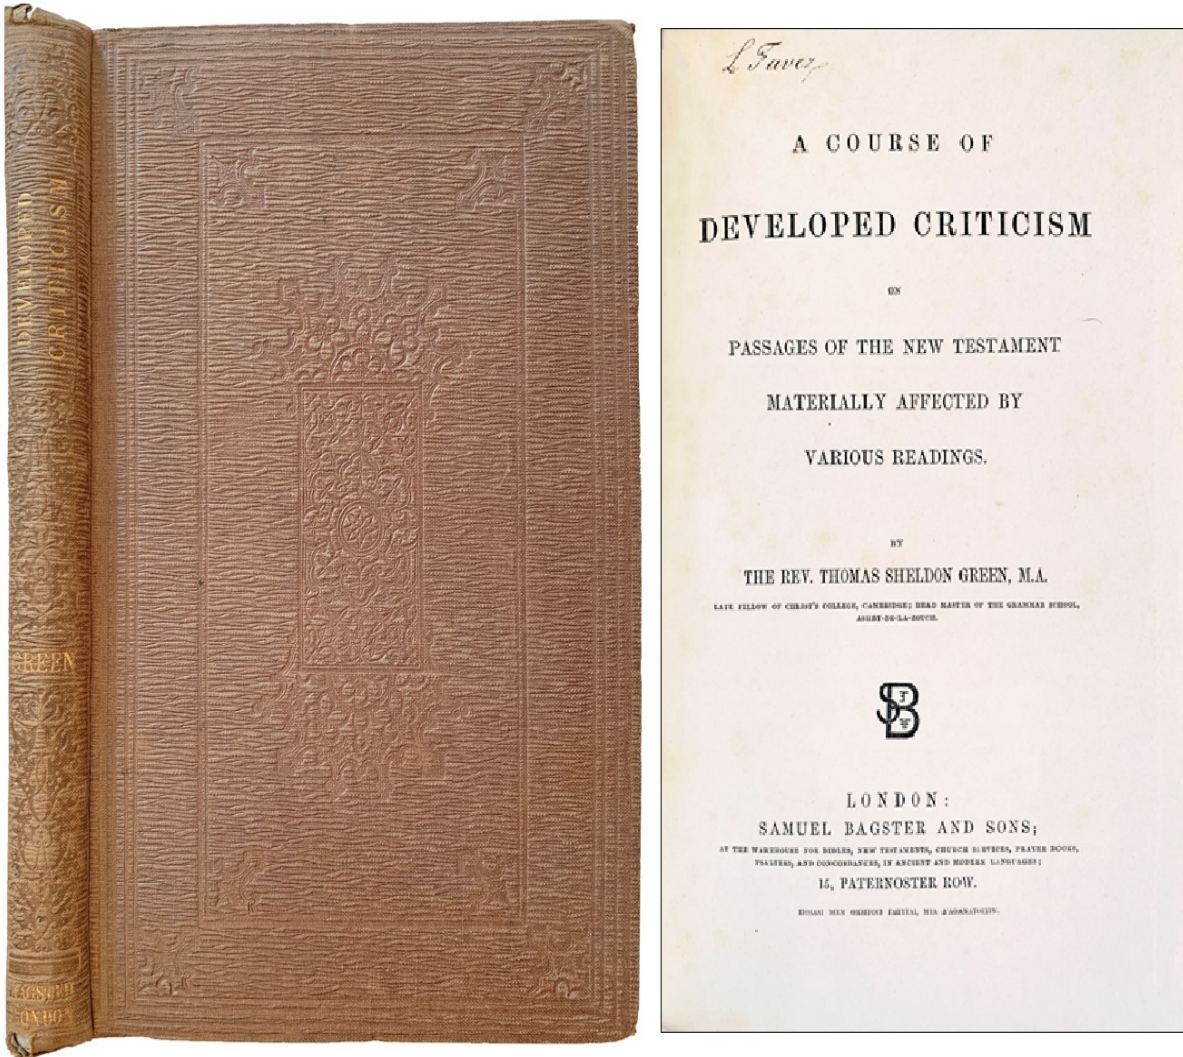 DEVELOPED
CRITICISM
GREEN
BAGSTER
LONDON
L Favez
A COURSE OF
DEVELOPED CRITICISM
ON
PASSAGES OF THE NEW TESTAMENT
MATERIALLY AFFECTED BY
VARIOUS READINGS.
BY
THE REV. THOMAS SHELDON GREEN, M.A.
LATE FELLOW OF CHRIST'S COLLEGE, CAMBRIDGE; HEAD MASTER OF THE GRAMMAR SCHOOL,
ASHBY-DE-LA-ZOUCH.
SB
LONDON:
SAMUEL BAGSTER AND SONS;
AT THE WAREHOUSE FOR BIBLES, NEW TESTAMENTS, CHURCH SERVICES, PRAYER BOOKS,
PSALTERS, AND CONCORDANCES, IN ANCIENT AND MODERN LANGUAGES;
15, PATERNOSTER ROW.